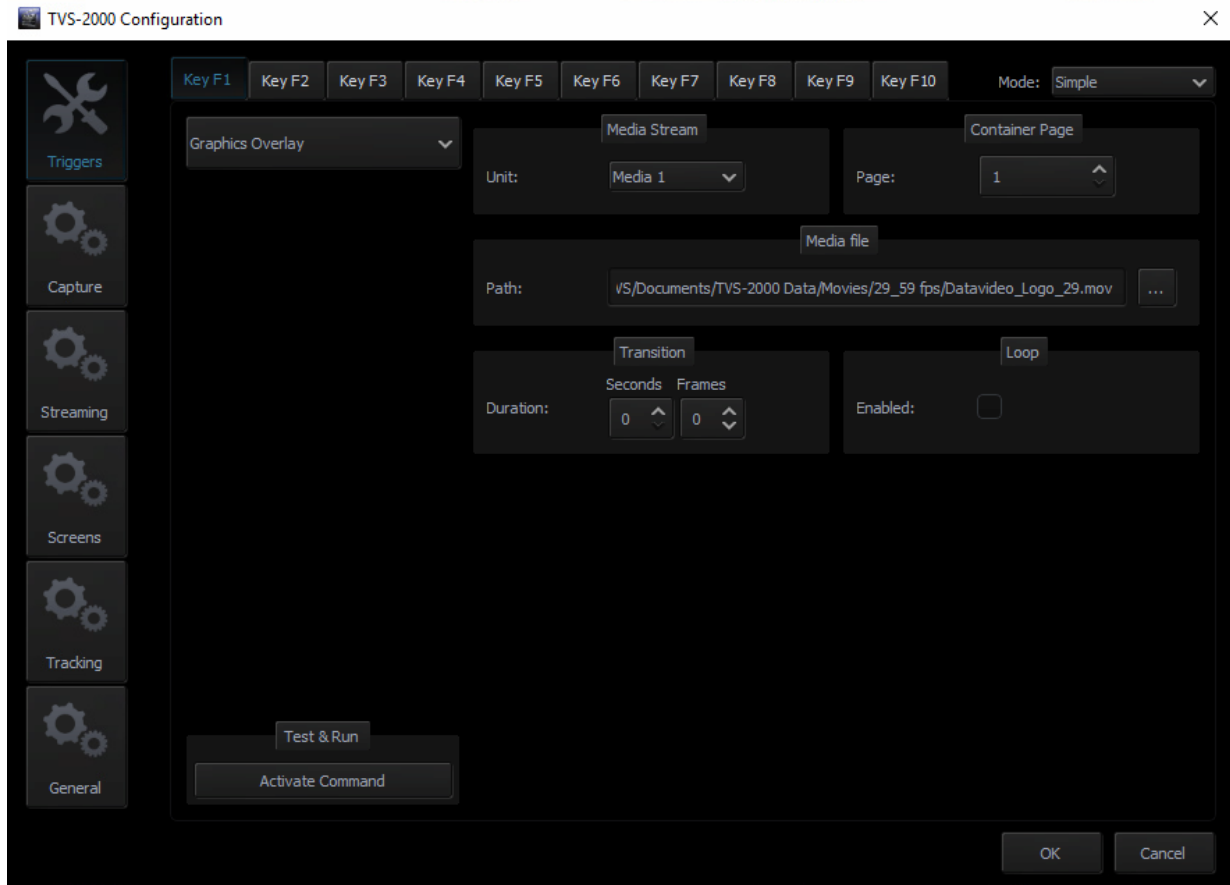 TVS-2000 Configuration
Key F1 Key F2 Key F3 Key F4 Key F5 Key F6 Key F7 Key F8 Key F9 Key F10 Mode: Simple
Triggers
Capture
Streaming
Screens
Tracking
General
Graphics Overlay
Media Stream
Unit: Media 1
Container Page
Page: 1
Media file
Path: VS/Documents/TVS-2000 Data/Movies/29_59 fps/Datavideo_Logo_29.mov ...
Transition
Seconds Frames
Duration: 0 0
Loop
Enabled:
Test & Run
Activate Command
OK Cancel